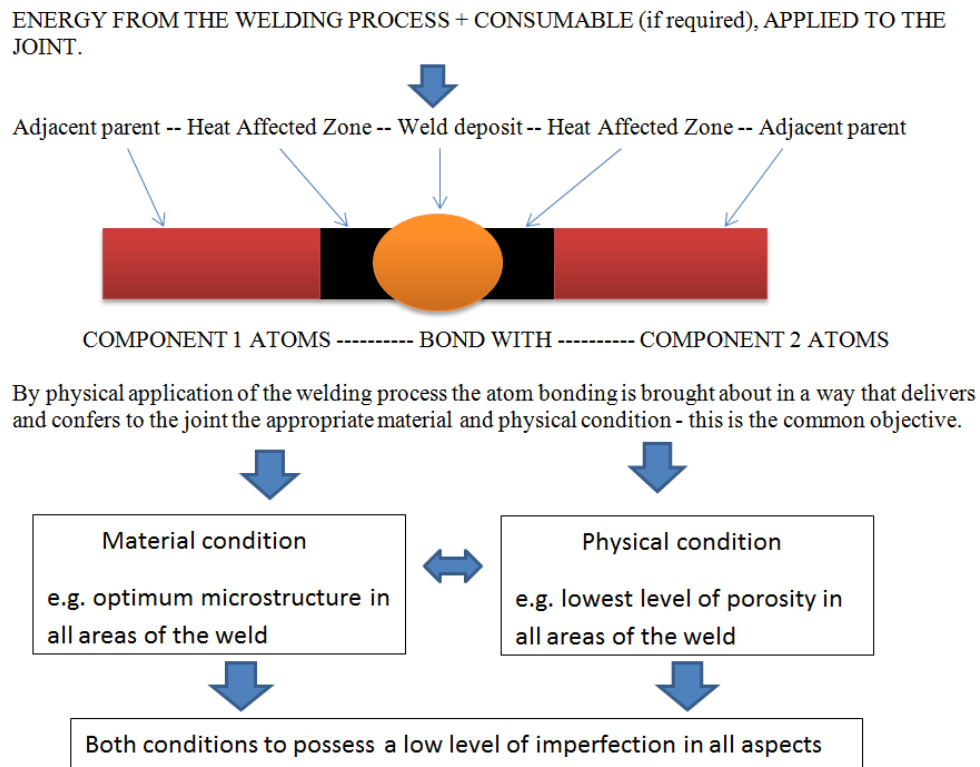 ENERGY FROM THE WELDING PROCESS + CONSUMABLE (if required), APPLIED TO THE
JOINT.
Adjacent parent -- Heat Affected Zone -- Weld deposit -- Heat Affected Zone -- Adjacent parent
COMPONENT 1 ATOMS ---------- BOND WITH ---------- COMPONENT 2 ATOMS
By physical application of the welding process the atom bonding is brought about in a way that delivers
and confers to the joint the appropriate material and physical condition - this is the common objective.
Material condition
e.g. optimum microstructure in
all areas of the weld
Physical condition
e.g. lowest level of porosity in
all areas of the weld
Both conditions to possess a low level of imperfection in all aspects